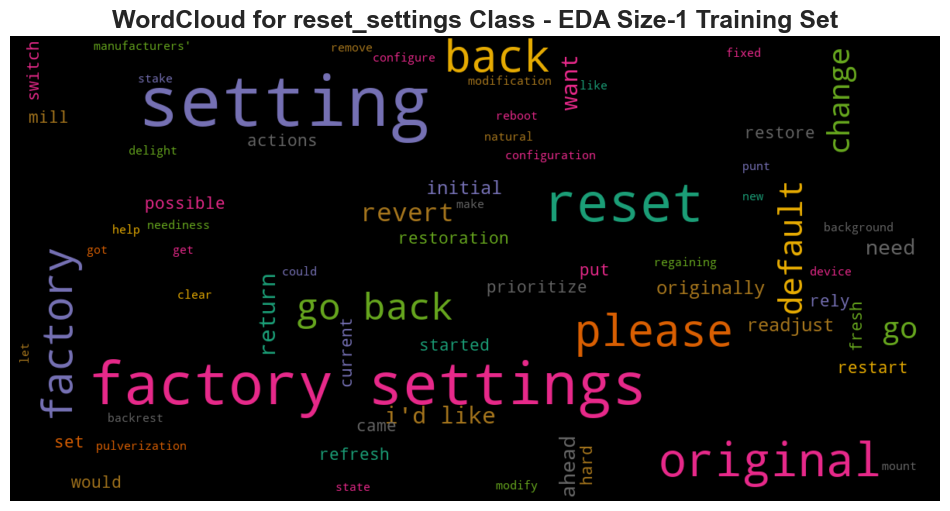 WordCloud for reset_settings Class - EDA Size-1 Training Set
manufacturers'
remove
configure
back
fixed
switch
stake
setting
want
modification
like
change
mill
reboot
actions
natural
restore
delight
configuration
punt
initial
possible
make
reset
new
default
revert
help
neediness
restoration
background
need
got
get
could
regaining
put
device
factory
clear
return
prioritize
originally
rely
go back
current
please
readjust
fresh
go
let
started
restart
factory settings
i'd like
backrest
came
set
pulverization
refresh
ahead
hard
original
mount
would
state
modify